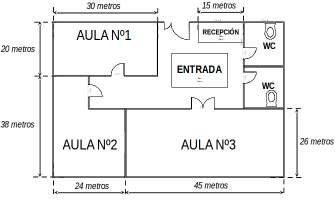 30 metros
15 metros
AULA Nº1
RECEPCIÓN
WC
20 metros
ENTRADA
WC
38 metros
AULA Nº2
AULA Nº3
26 metros
24 metros
45 metros